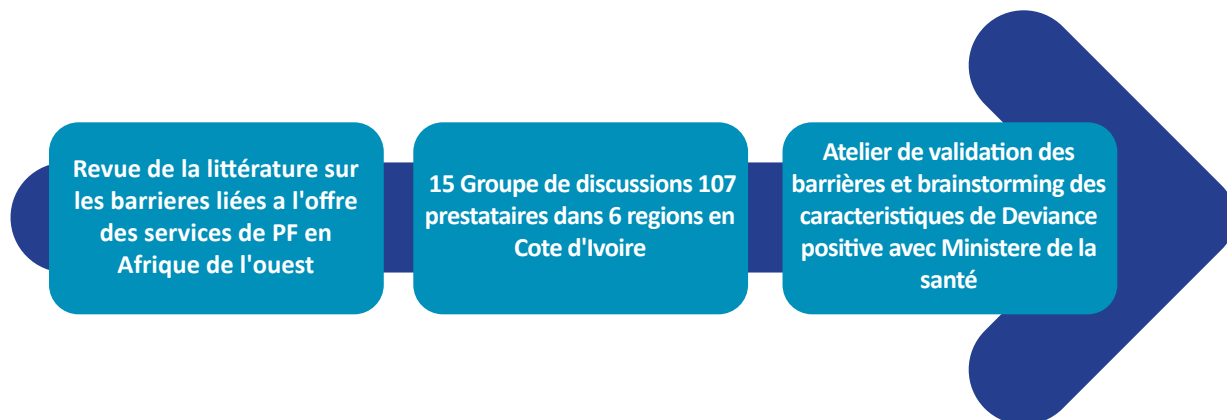 Revue de la littérature sur
les barrieres liées a l'offre
des services de PF en
Afrique de l'ouest
15 Groupe de discussions 107
prestataires dans 6 regions en
Cote d'Ivoire
Atelier de validation des
barrières et brainstorming des
caracteristiques de Deviance
positive avec Ministere de la
santé